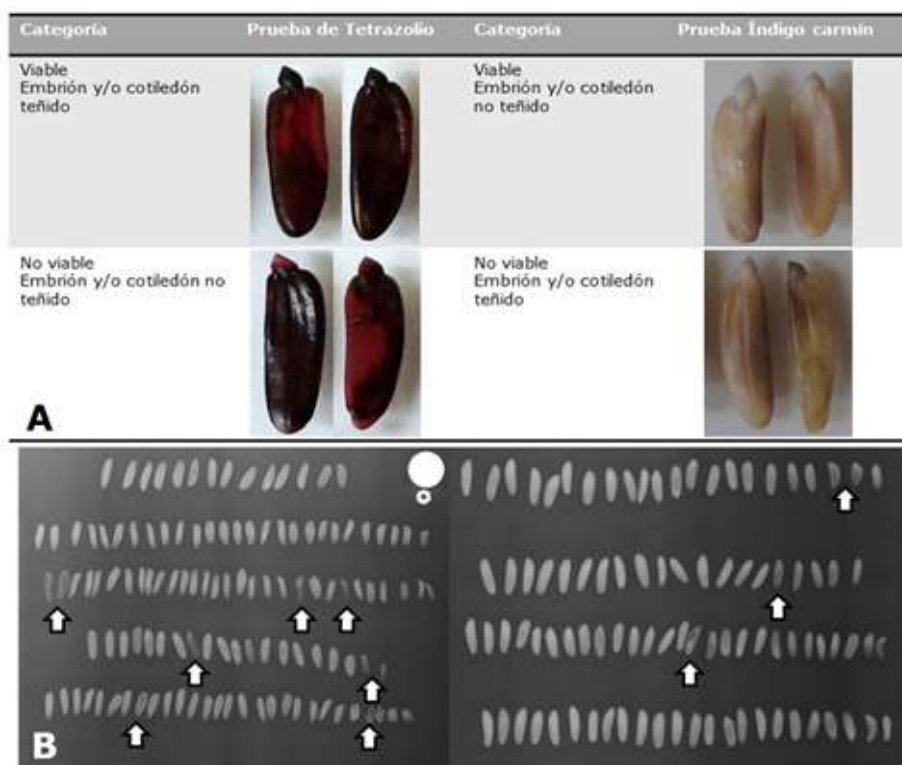 Categoría Prueba de Tetrazolio Categoría Prueba Índigo carmín
Viable
Embrión y/o cotiledón
teñido
Viable
Embrión y/o cotiledón
no teñido
No viable
Embrión y/o cotiledón no
teñido
No viable
Embrión y/o cotiledón
teñido
A
B